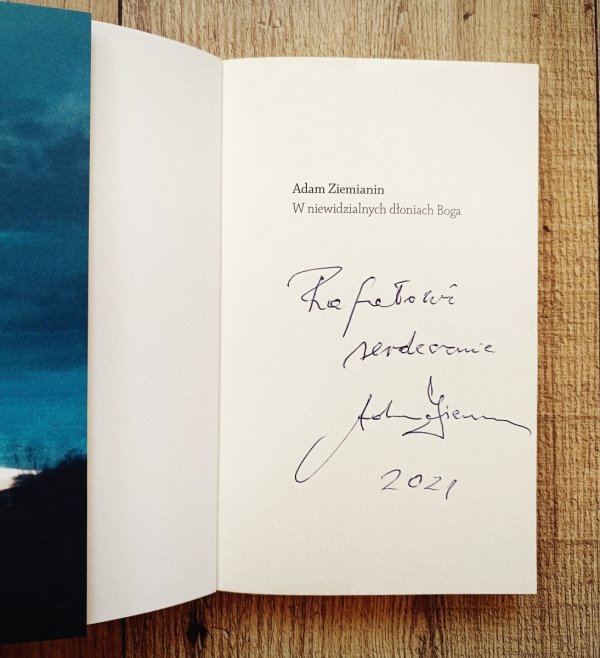 Adam Ziemianin
W niewidzialnych dłoniach Boga
Rafałowi
serdecznie
Adam Ziemianin
2021